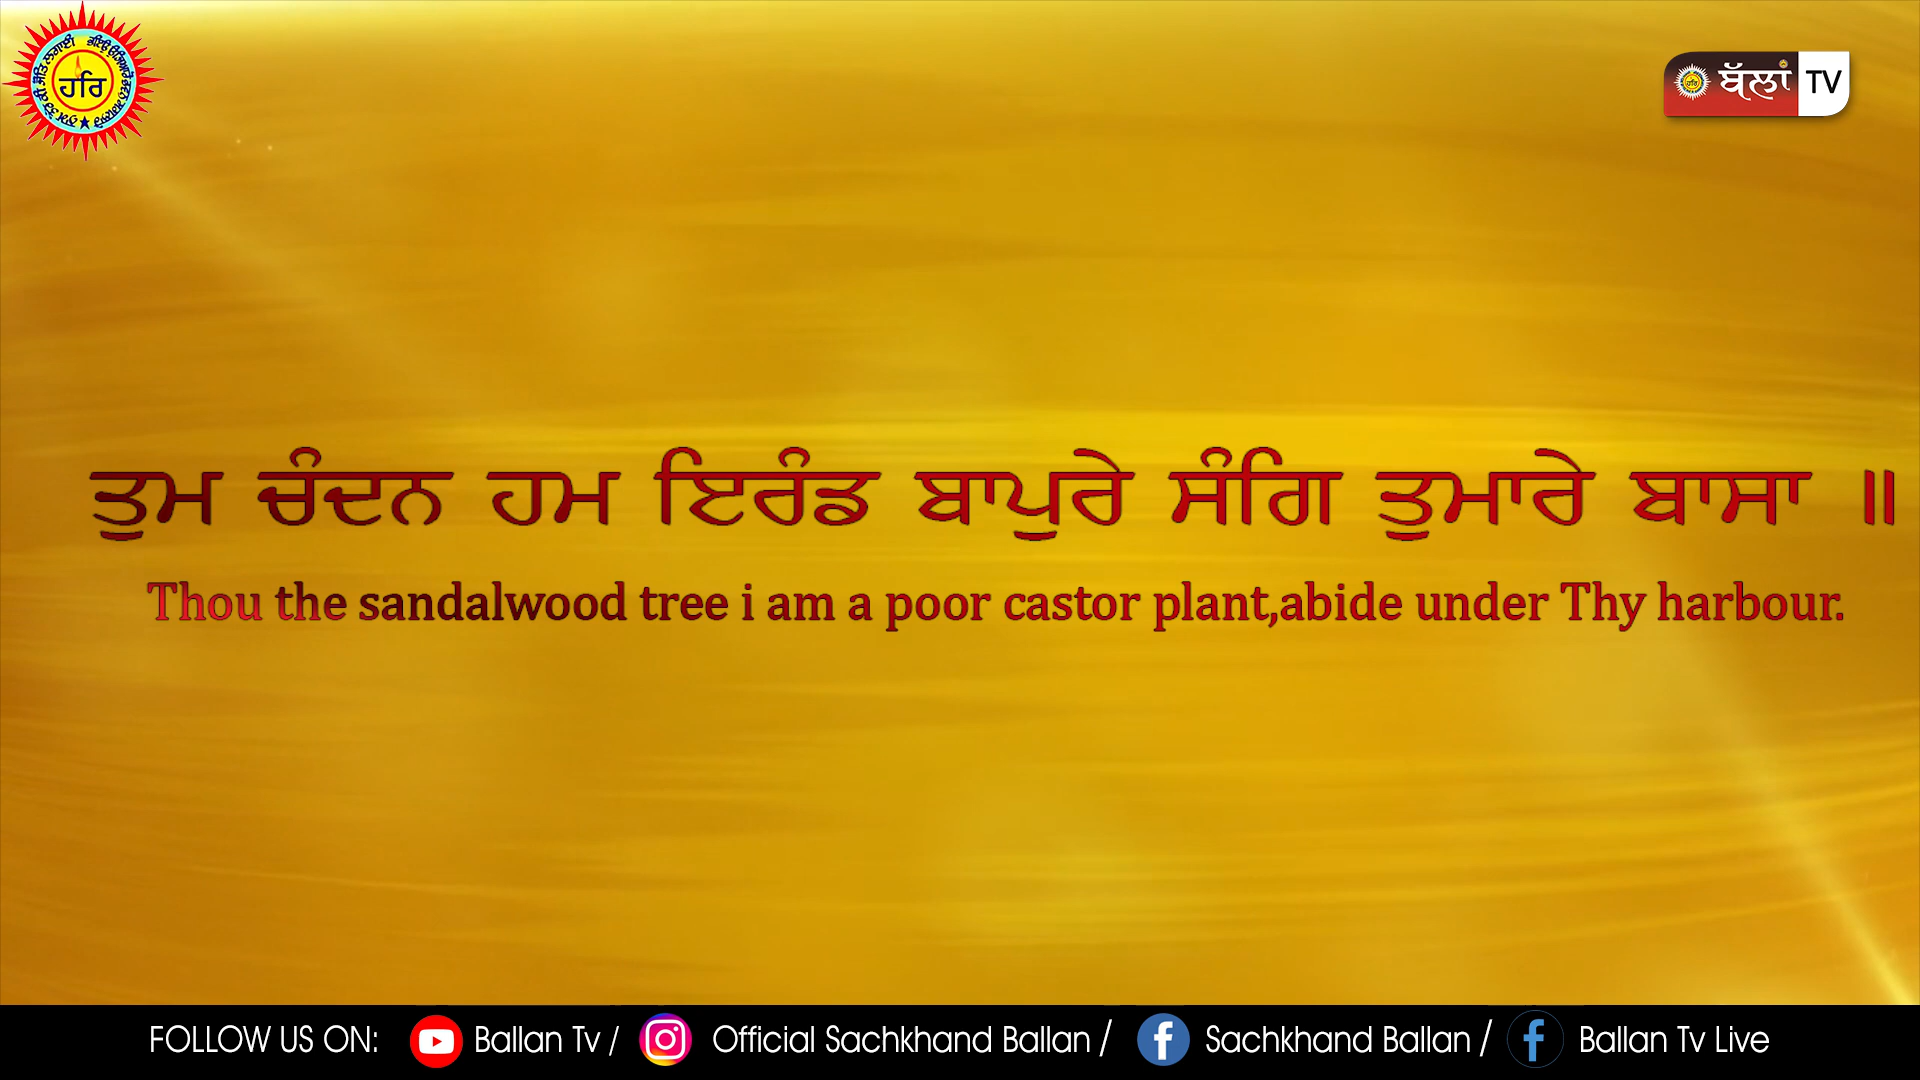 ਹਰਿ
ਬੱਲਾਂ TV
ਤੁਮ ਚੰਦਨ ਹਮ ਇਰੰਡ ਬਾਪੁਰੇ ਸੰਗਿ ਤੁਮਾਰੇ ਬਾਸਾ ॥
Thou the sandalwood tree i am a poor castor plant,abide under Thy harbour.
FOLLOW US ON: Ballan Tv / Official Sachkhand Ballan / Sachkhand Ballan / Ballan Tv Live